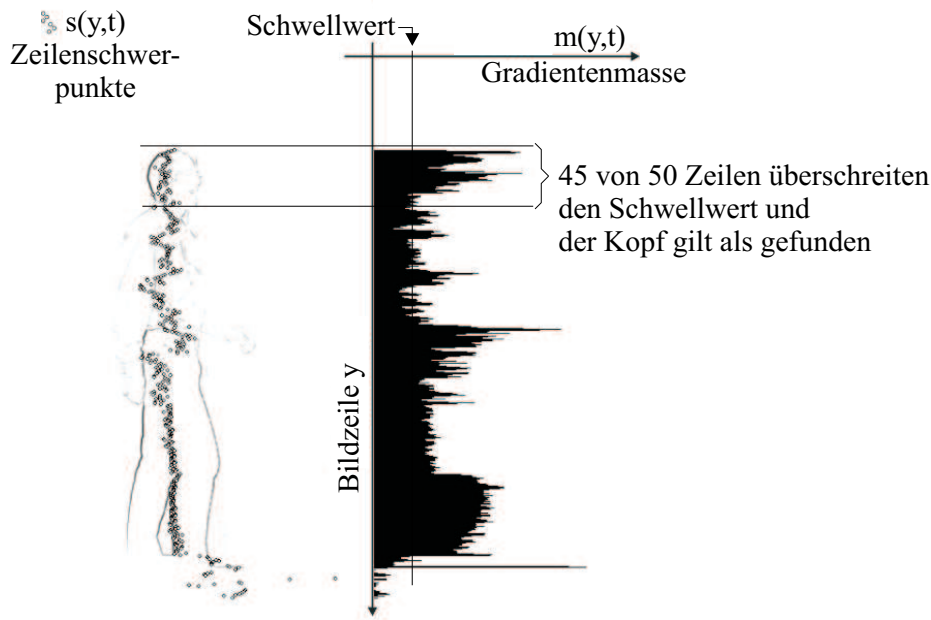 s(y,t)
Zeilenschwer-
punkte
Schwellwert
m(y,t)
Gradientenmasse
45 von 50 Zeilen überschreiten
den Schwellwert und
der Kopf gilt als gefunden
Bildzeile y